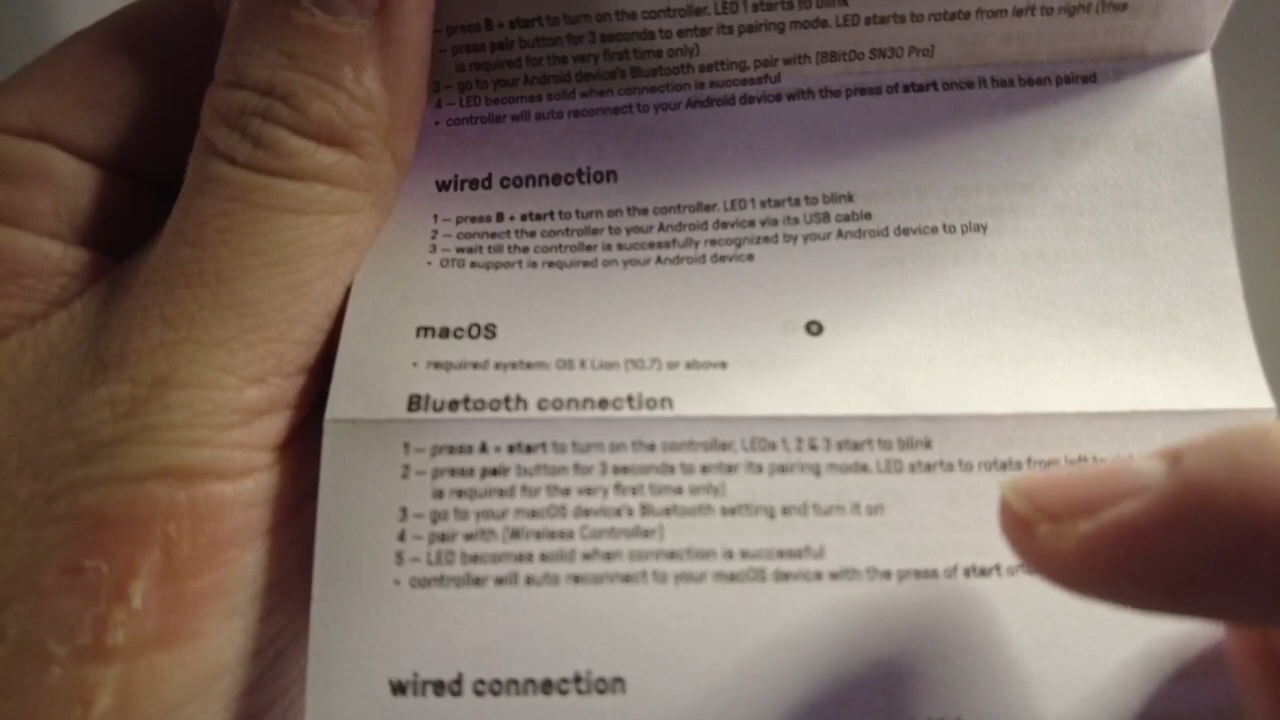 – press B + start to turn on the controller. LED 1 starts to blink
– press pair button for 3 seconds to enter its pairing mode. LED starts to rotate from left to right (this
is required for the very first time only)
3 – go to your Android device's Bluetooth setting, pair with [8BitDo SN30 Pro]
4 – LED becomes solid when connection is successful
• controller will auto reconnect to your Android device with the press of start once it has been paired
wired connection
1 – press B + start to turn on the controller. LED 1 starts to blink
2 – connect the controller to your Android device via its USB cable
3 – wait till the controller is successfully recognized by your Android device to play
• OTG support is required on your Android device
macOS
• required system: OS X Lion (10.7) or above
Bluetooth connection
1 – press A + start to turn on the controller, LEDs 1, 2 & 3 start to blink
2 – press pair button for 3 seconds to enter its pairing mode. LED starts to rotate from left to
is required for the very first time only)
3 – go to your macOS device's Bluetooth setting and turn it on
4 – pair with [Wireless Controller]
5 – LED becomes solid when connection is successful
• controller will auto reconnect to your macOS device with the press of start
wired connection